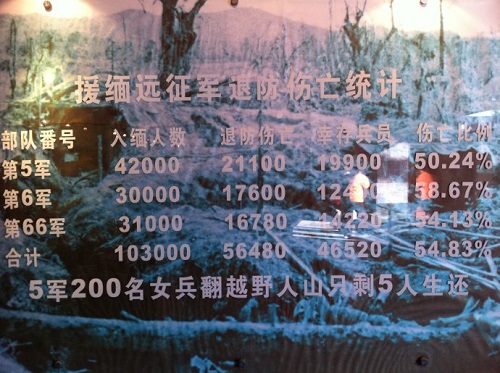 援缅远征军退防伤亡统计
部队番号 入缅人数 退防伤亡 幸存兵员 伤亡比例
第5军 42000 21100 19900 50.24%
第6军 30000 17600 58.67%
第66军 31000 16780 54.13%
合计 103000 56480 46520 54.83%
5军200名女兵翻越野人山只剩5人生还